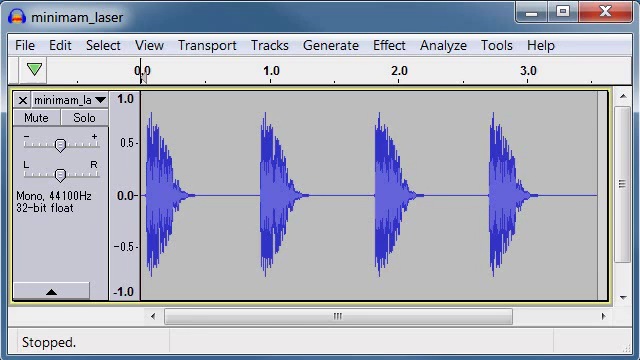 minimam_laser
File Edit Select View Transport Tracks Generate Effect Analyze Tools Help
0.0 1.0 2.0 3.0
minimam_la
Mute Solo
- +
L R
Mono, 44100Hz
32-bit float
1.0
0.5-
0.0-
-0.5-
-1.0
Stopped.